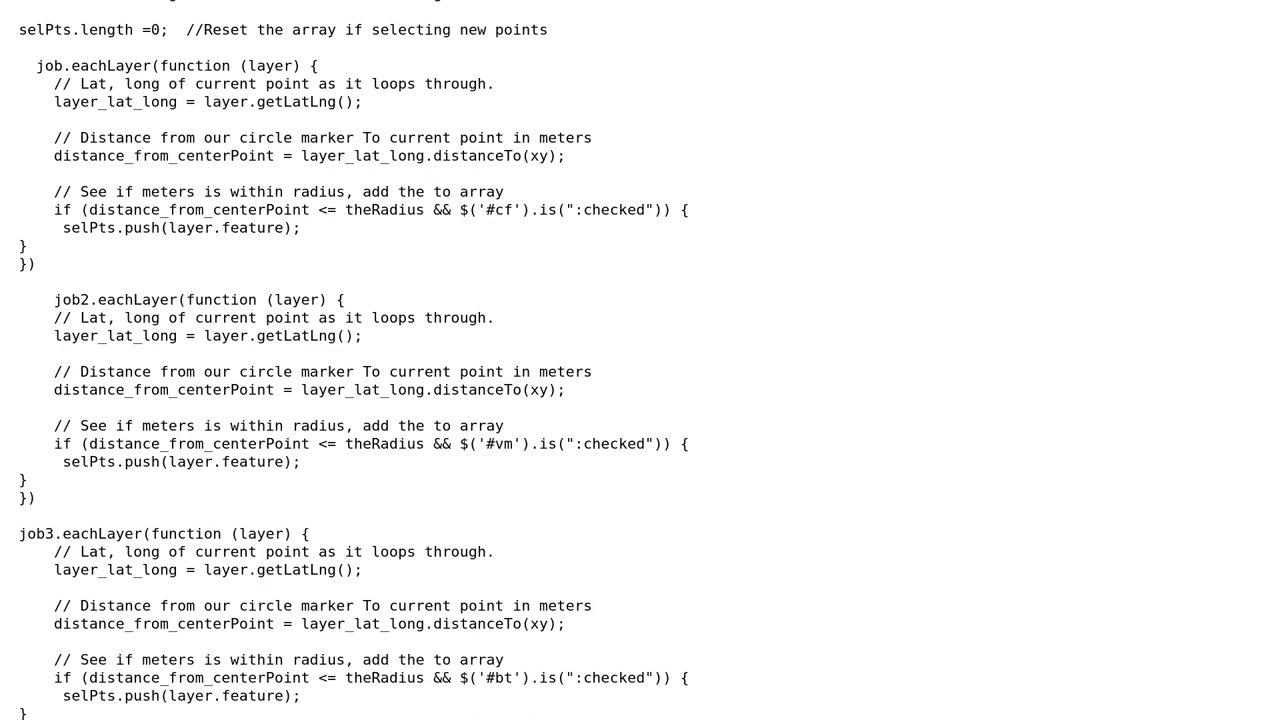 selPts.length =0;  //Reset the array if selecting new points

  job.eachLayer(function (layer) {
    // Lat, long of current point as it loops through.
    layer_lat_long = layer.getLatLng();

    // Distance from our circle marker To current point in meters
    distance_from_centerPoint = layer_lat_long.distanceTo(xy);

    // See if meters is within radius, add the to array
    if (distance_from_centerPoint <= theRadius && $('#cf').is(":checked")) {
     selPts.push(layer.feature);
}
})

    job2.eachLayer(function (layer) {
    // Lat, long of current point as it loops through.
    layer_lat_long = layer.getLatLng();

    // Distance from our circle marker To current point in meters
    distance_from_centerPoint = layer_lat_long.distanceTo(xy);

    // See if meters is within radius, add the to array
    if (distance_from_centerPoint <= theRadius && $('#vm').is(":checked")) {
     selPts.push(layer.feature);
}
})

job3.eachLayer(function (layer) {
    // Lat, long of current point as it loops through.
    layer_lat_long = layer.getLatLng();

    // Distance from our circle marker To current point in meters
    distance_from_centerPoint = layer_lat_long.distanceTo(xy);

    // See if meters is within radius, add the to array
    if (distance_from_centerPoint <= theRadius && $('#bt').is(":checked")) {
     selPts.push(layer.feature);
}